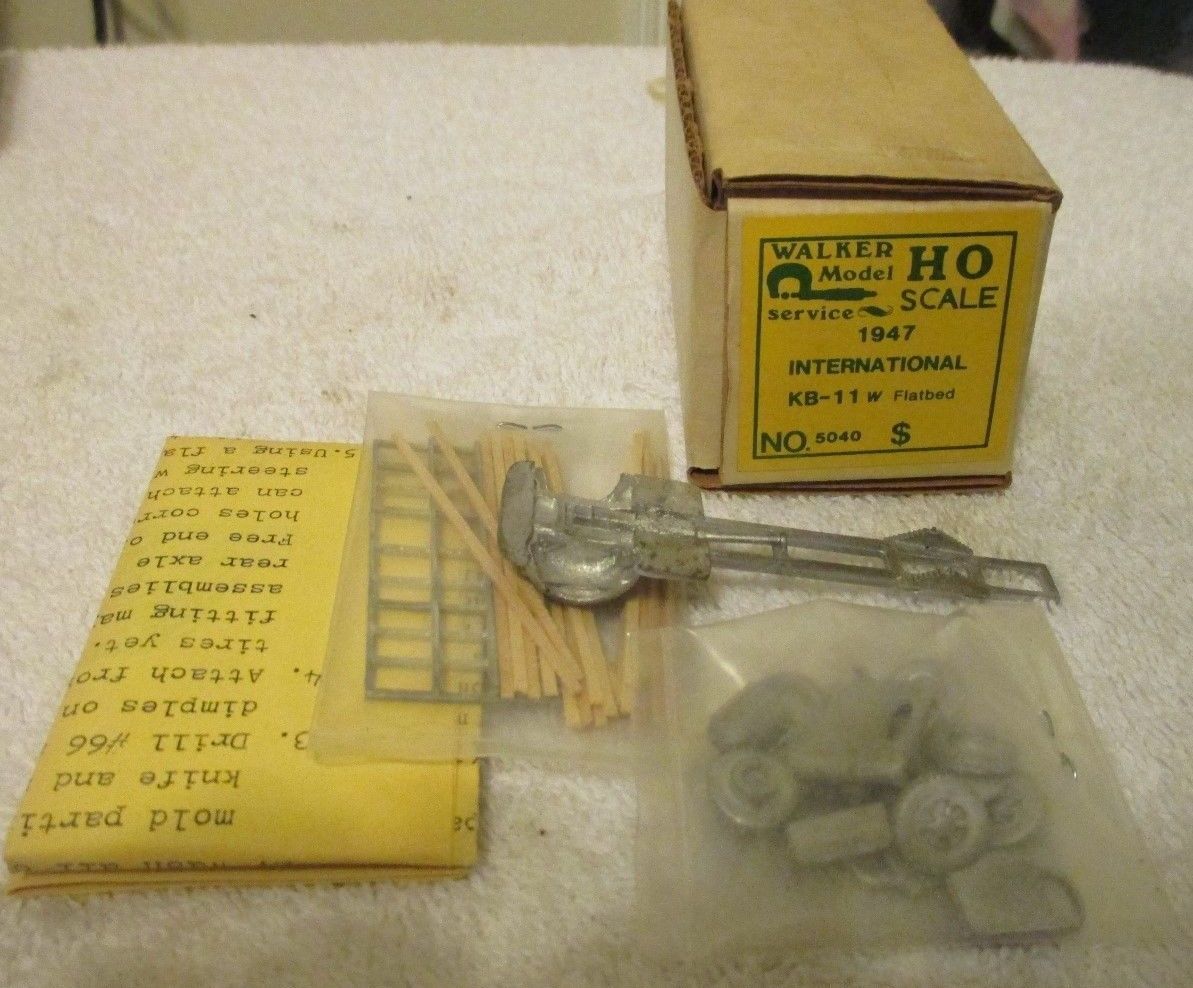 WALKER
Model
service
HO
SCALE
1947
INTERNATIONAL
KB-11 W Flatbed
NO. 5040 $
mold parti
knife and
3. Drill #66
dimples on
4. Attach fro
tires yet.
fitting ma
assemblies
rear axle
Free end o
holes corr
can attach
steering w
5. Using a fla